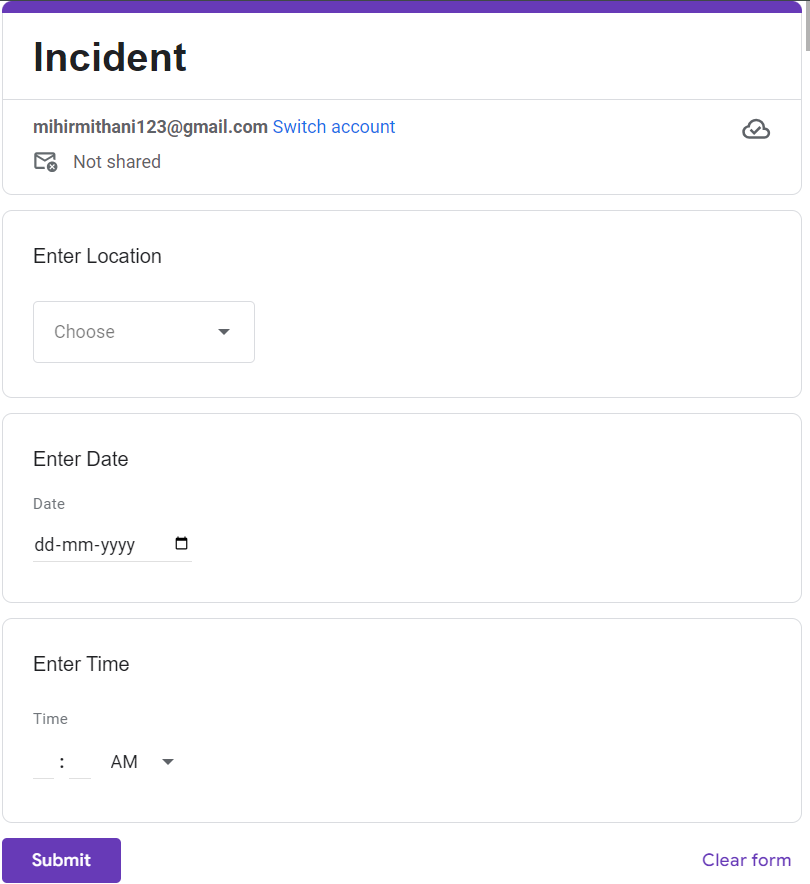 Incident
mihirmithani123@gmail.com Switch account
Not shared
Enter Location
Choose
Enter Date
Date
dd-mm-yyyy
Enter Time
Time
: AM
Submit
Clear form